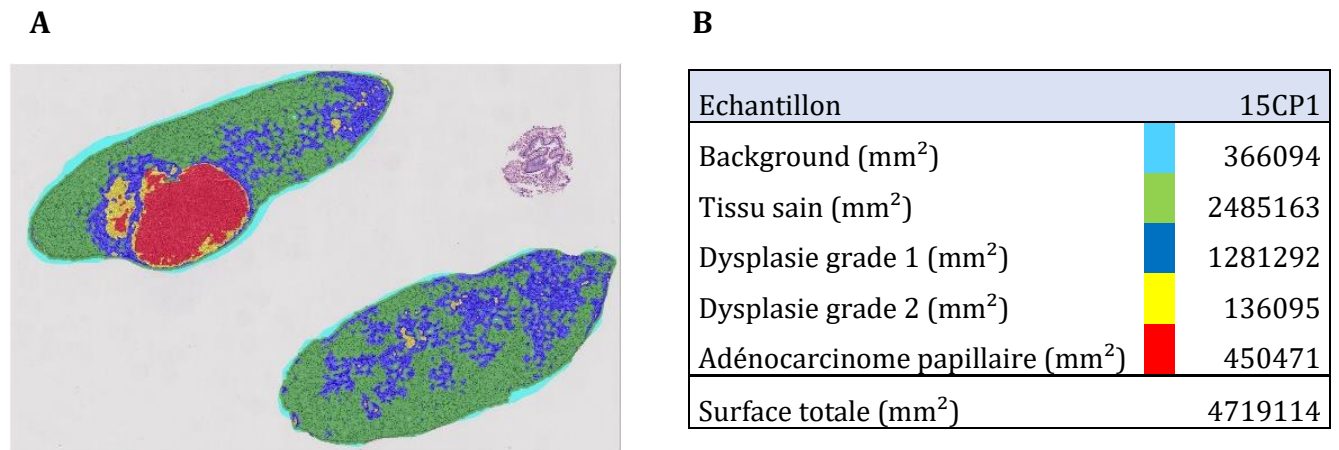 A
B
Echantillon 15CP1
Background (mm²) 366094
Tissu sain (mm²) 2485163
Dysplasie grade 1 (mm²) 1281292
Dysplasie grade 2 (mm²) 136095
Adénocarcinome papillaire (mm²) 450471
Surface totale (mm²) 4719114